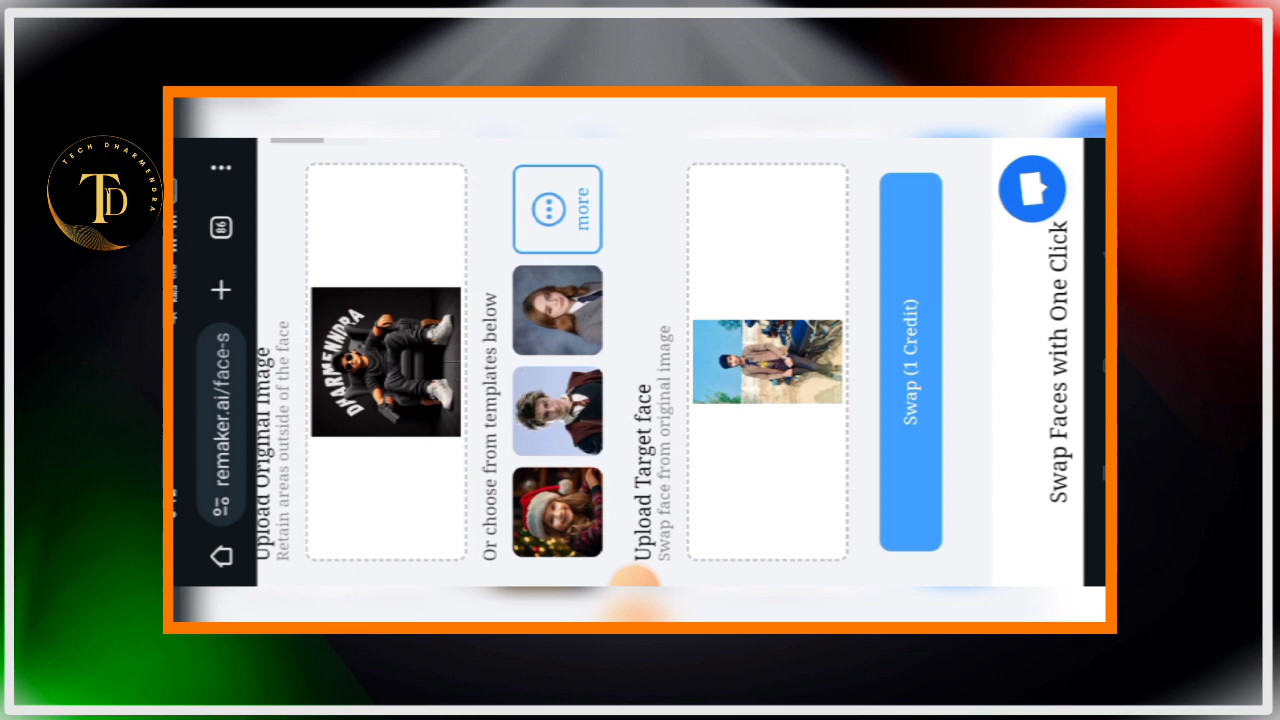 TECH DHARMENDRA
TD
86
remaker.ai/face-s
Upload Original Image
Retain areas outside of the face
DHARMENNDRA
Or choose from templates below
more
Upload Target face
Swap face from original image
Swap (1 Credit)
Swap Faces with One Click